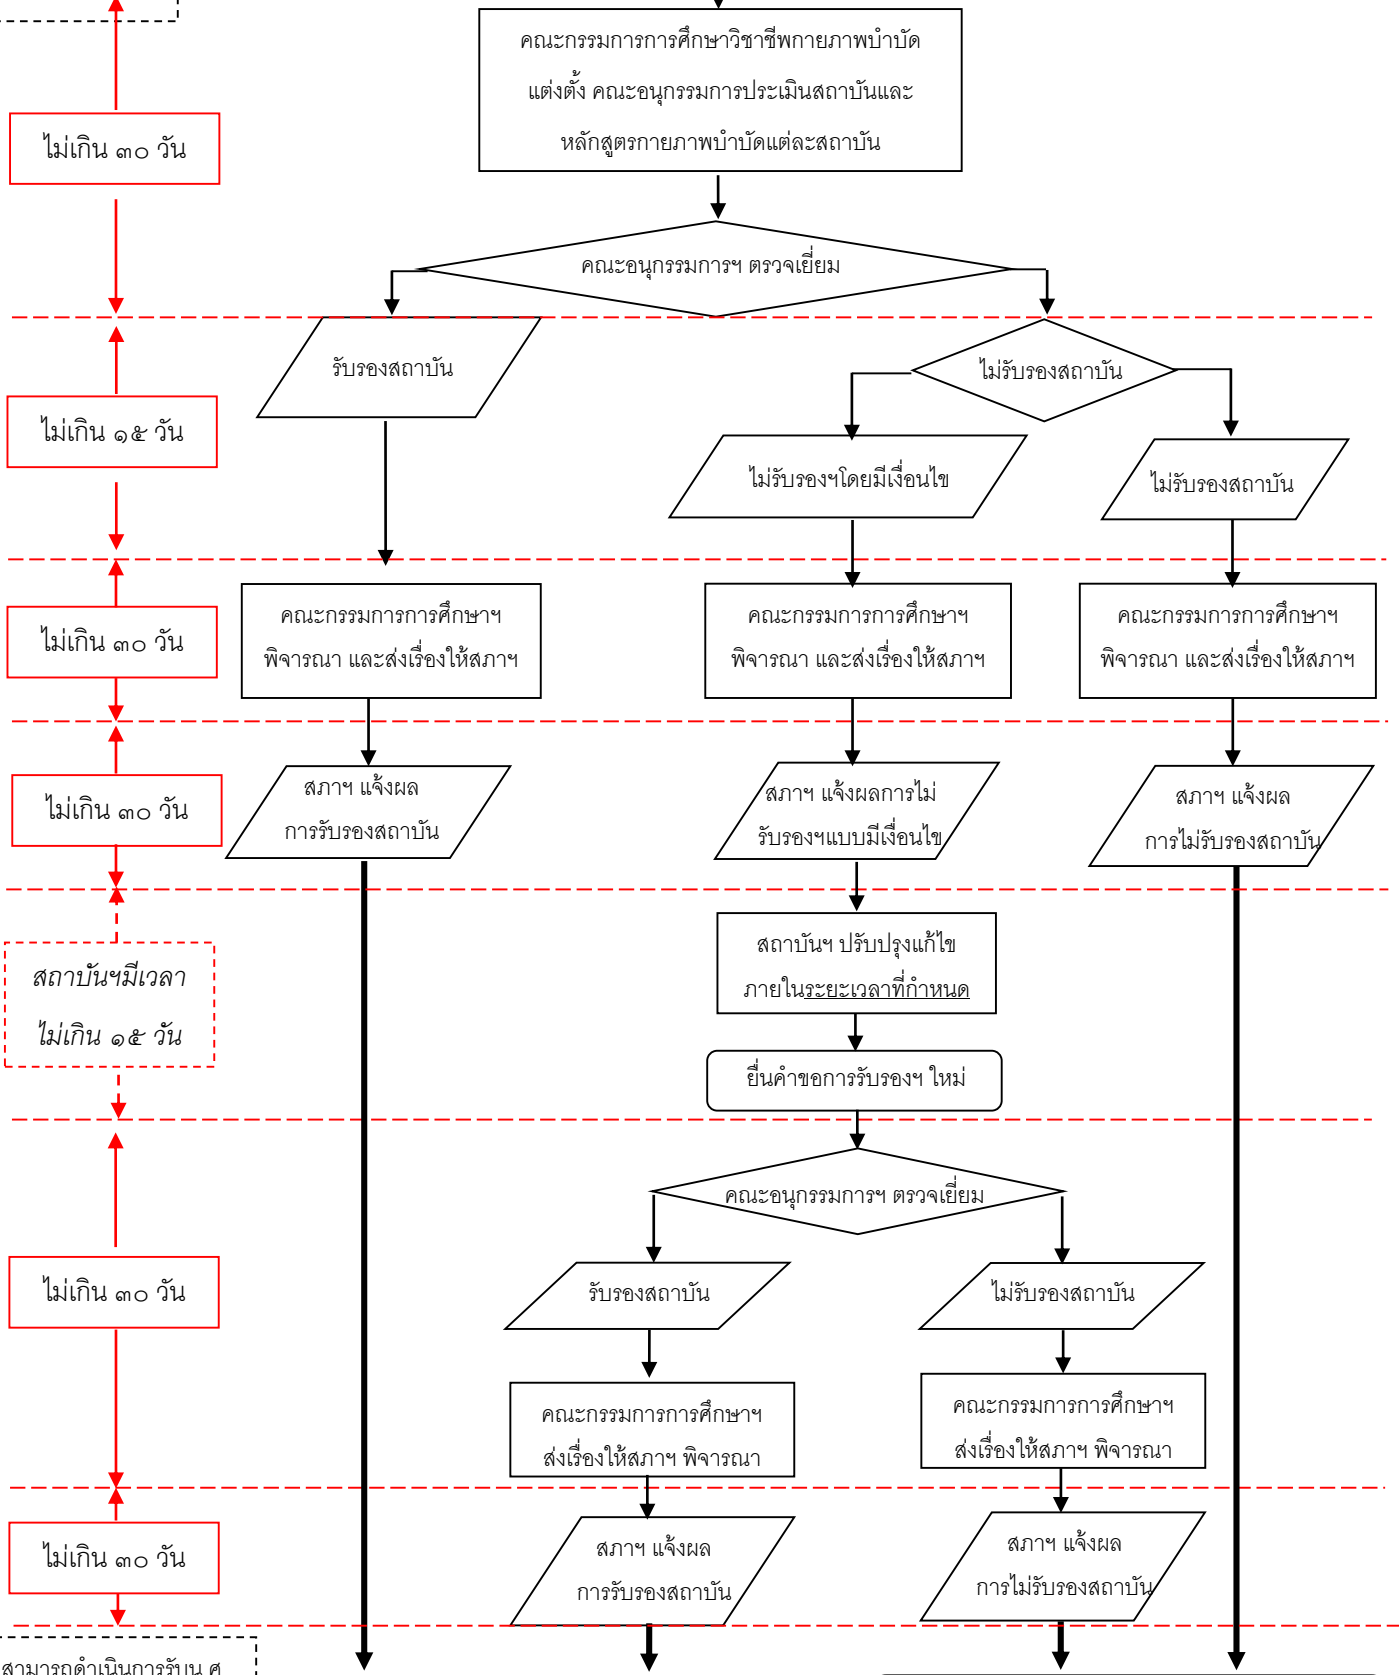 คณะกรรมการการศึกษาวิชาชีพกายภาพบำบัด
แต่งตั้ง คณะอนุกรรมการประเมินสถาบันและ
หลักสูตรกายภาพบำบัดแต่ละสถาบัน
ไม่เกิน ๓๐ วัน
คณะอนุกรรมการฯ ตรวจเยี่ยม
รับรองสถาบัน
ไม่รับรองสถาบัน
ไม่เกิน ๑๕ วัน
ไม่รับรองฯโดยมีเงื่อนไข
ไม่รับรองสถาบัน
ไม่เกิน ๓๐ วัน
คณะกรรมการการศึกษาฯ
พิจารณา และส่งเรื่องให้สภาฯ
คณะกรรมการการศึกษาฯ
พิจารณา และส่งเรื่องให้สภาฯ
คณะกรรมการการศึกษาฯ
พิจารณา และส่งเรื่องให้สภาฯ
ไม่เกิน ๓๐ วัน
สภาฯ แจ้งผล
การรับรองสถาบัน
สภาฯ แจ้งผลการไม่
รับรองฯแบบมีเงื่อนไข
สภาฯ แจ้งผล
การไม่รับรองสถาบัน
สถาบันฯมีเวลา
ไม่เกิน ๑๕ วัน
สถาบันฯ ปรับปรุงแก้ไข
ภายในระยะเวลาที่กำหนด
ยื่นคำขอการรับรองฯ ใหม่
คณะอนุกรรมการฯ ตรวจเยี่ยม
ไม่เกิน ๓๐ วัน
รับรองสถาบัน
ไม่รับรองสถาบัน
คณะกรรมการการศึกษาฯ
ส่งเรื่องให้สภาฯ พิจารณา
คณะกรรมการการศึกษาฯ
ส่งเรื่องให้สภาฯ พิจารณา
ไม่เกิน ๓๐ วัน
สภาฯ แจ้งผล
การรับรองสถาบัน
สภาฯ แจ้งผล
การไม่รับรองสถาบัน
สามารถดำเนินการรับน ศ